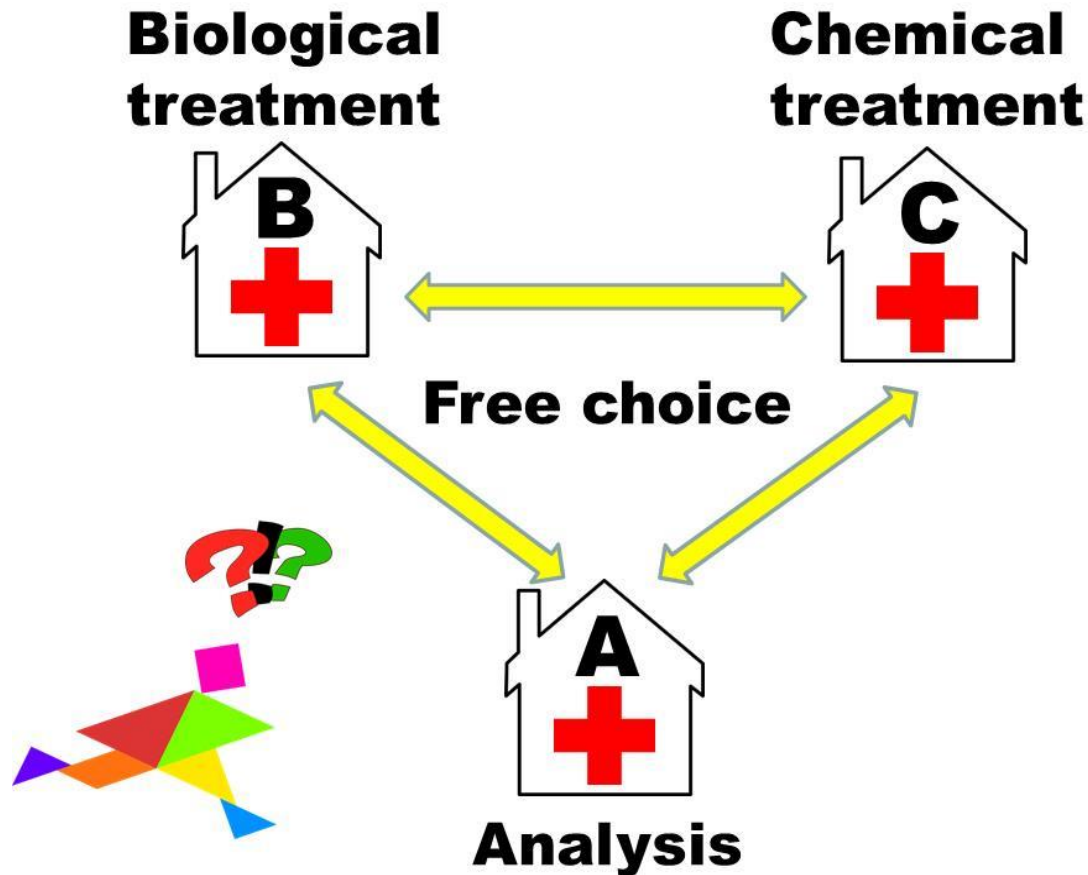 Biological
treatment
Chemical
treatment
B
C
Free choice
?!?
A
Analysis